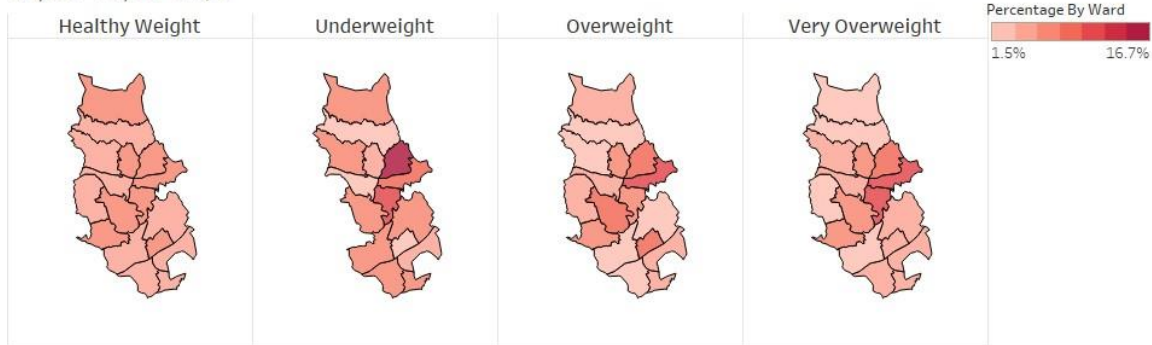 Percentage By Ward
Healthy Weight
Underweight
Overweight
Very Overweight
1.5%
16.7%